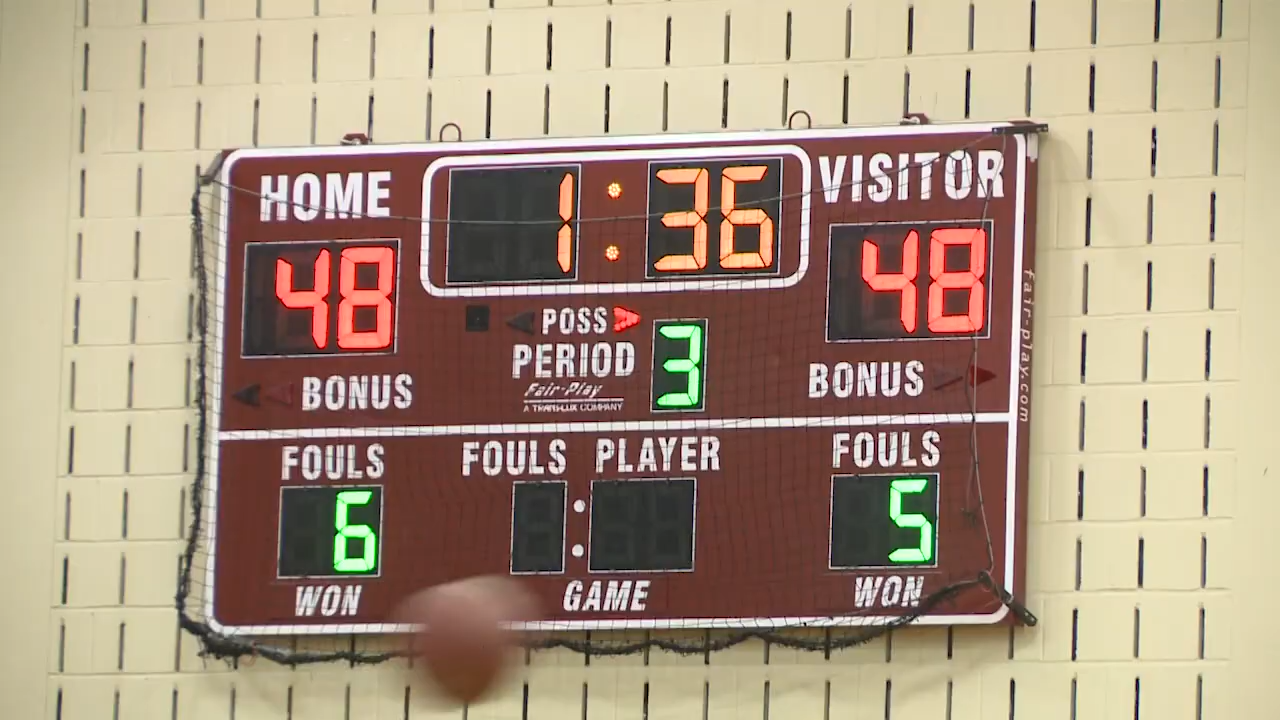 HOME
1:36
VISITOR
48
48
POSS
PERIOD
3
Fair-Play
A TRANS-LUX COMPANY
BONUS
BONUS
fair-play.com
FOULS
FOULS PLAYER
FOULS
6
:
5
WON
GAME
WON